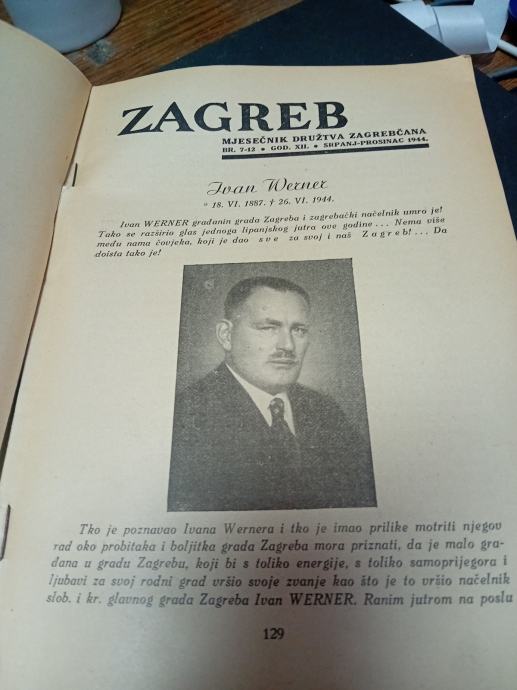 ZAGREB
MJESEČNIK DRUŽTVA ZAGREBČANA
BR. 7-12 • GOD. XII. • SRPANJ-PROSINAC 1944.
Ivan Werner
* 18. VI. 1887. † 26. VI. 1944.
Ivan WERNER građanin grada Zagreba i zagrebački načelnik umro je!
Tako se razširio glas jednoga lipanjskog jutra ove godine ... Nema više
među nama čovjeka, koji je dao sve za svoj i naš Zagreb! ... Da
doista tako je!
Tko je poznavao Ivana Wernera i tko je imao prilike motriti njegov
rad oko probitaka i boljitka grada Zagreba mora priznati, da je malo gra-
đana u gradu Zagrebu, koji bi s toliko energije, s toliko samoprijegora i
ljubavi za svoj rodni grad vršio svoje zvanje kao što je to vršio načelnik
slob. i kr. glavnog grada Zagreba Ivan WERNER. Ranim jutrom na poslu
129